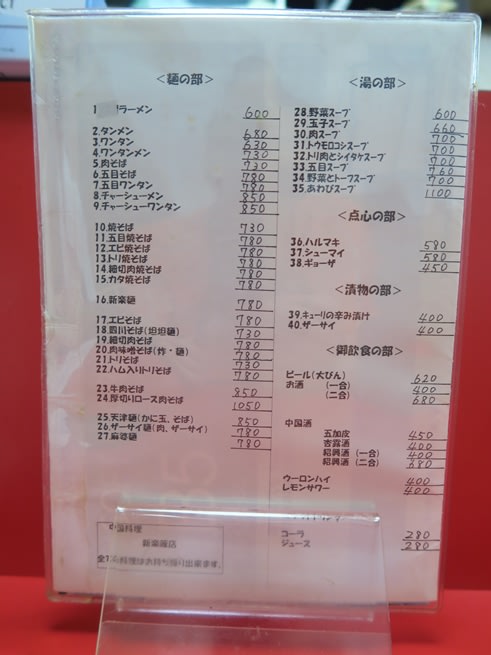 <麺の部>
ラーメン 600
2.タンメン 680
3.ワンタン 630
4.ワンタンメン 730
5.肉そば 730
6.五目そば 780
7.五目ワンタン 780
8.チャーシューメン 850
9.チャーシューワンタン 850
10.焼そば 730
11.五目焼そば 780
12.エビ焼そば 780
13.トリ焼そば 780
14.細切肉焼そば 780
15.カタ焼そば 780
16.新楽麺 780
17.エビそば 780
18.四川そば(坦坦麺) 730
19.細切肉そば 780
20.肉味噌そば(炸・麺) 780
21.トリそば 730
22.ハム入りトリそば 780
23.牛肉そば 850
24.厚切りロース肉そば 1050
25.天津麺(かに玉、そば) 850
26.ザーサイ麺(肉、ザーサイ) 780
27.麻婆麺 780
中国料理
新楽飯店
料理はお持ち帰り出来ます。
<湯の部>
28.野菜スープ 600
29.玉子スープ 660
30.肉スープ 700
31.トウモロコシスープ 700
32.トリ肉とシイタケスープ 700
33.五目スープ 760
34.野菜とトーフスープ 700
35.あわびスープ 1100
<点心の部>
36.ハルマキ 580
37.シューマイ 580
38.ギョーザ 450
<漬物の部>
39.キューリの辛み漬け 400
40.ザーサイ 400
<御飲食の部>
ビール(大びん) 620
お酒 (一合) 400
(二合) 680
中国酒
五加皮 450
杏露酒 400
紹興酒 (一合) 400
紹興酒 (二合) 680
ウーロンハイ 400
レモンサワー 400
コーラ 280
ジュース 280